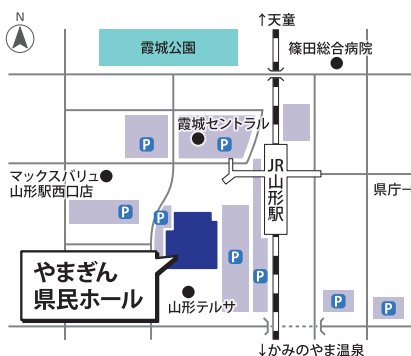 N
↑天童
霞城公園
篠田総合病院
霞城セントラル
P
P
マックスバリュ
山形駅西口店
JR山形駅
県庁→
P
P
P
P
やまぎん
県民ホール
山形テルサ
P
P
↓かみのやま温泉